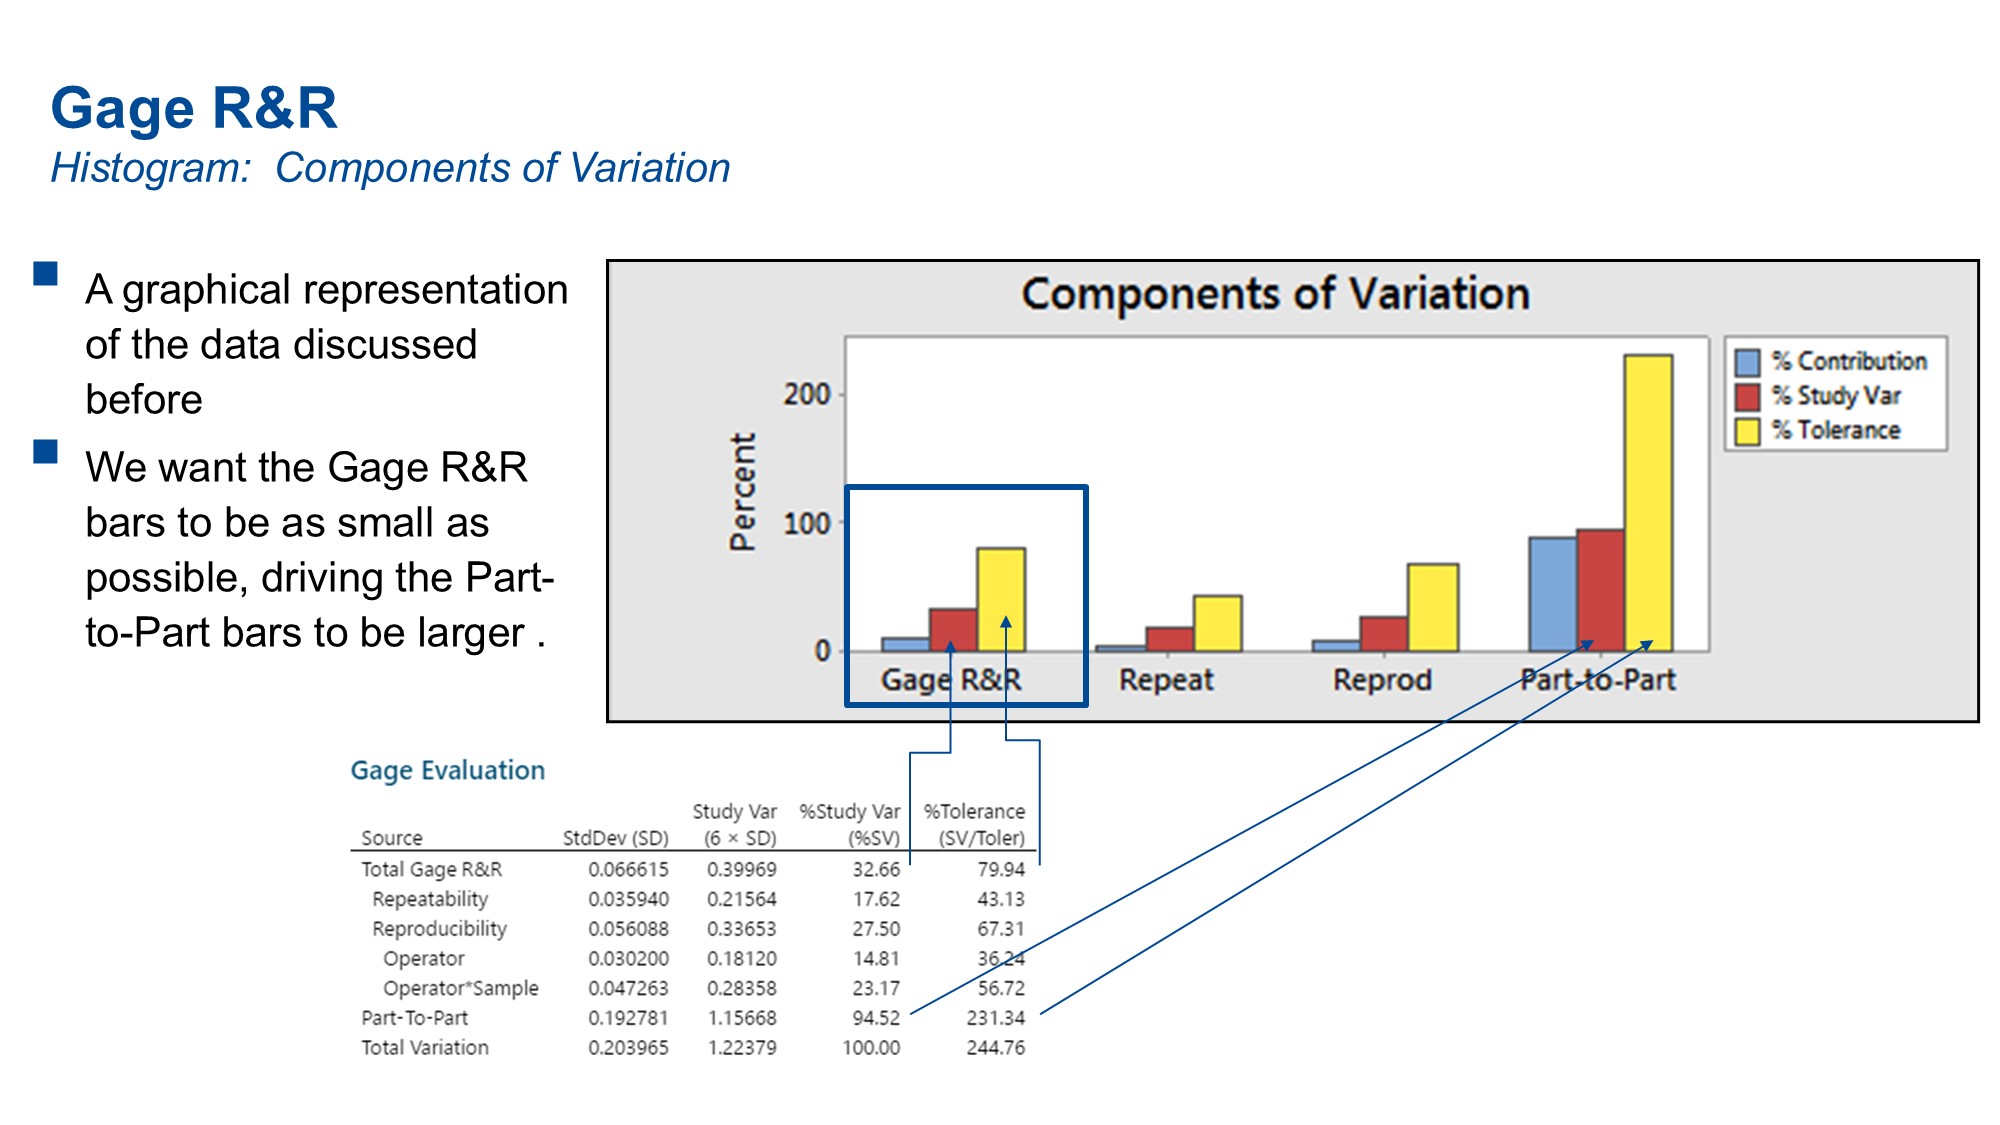 Gage R&R
Histogram:  Components of Variation
A graphical representation
of the data discussed
before
We want the Gage R&R
bars to be as small as
possible, driving the Part-
to-Part bars to be larger .
Components of Variation
Percent
200
100
0
Gage R&R Repeat Reprod Part-to-Part
% Contribution
% Study Var
% Tolerance
Gage Evaluation
Study Var %Study Var %Tolerance
Source StdDev (SD) (6 × SD) (%SV) (SV/Toler)
Total Gage R&R 0.066615 0.39969 32.66 79.94
Repeatability 0.035940 0.21564 17.62 43.13
Reproducibility 0.056088 0.33653 27.50 67.31
Operator 0.030200 0.18120 14.81 36.24
Operator*Sample 0.047263 0.28358 23.17 56.72
Part-To-Part 0.192781 1.15668 94.52 231.34
Total Variation 0.203965 1.22379 100.00 244.76